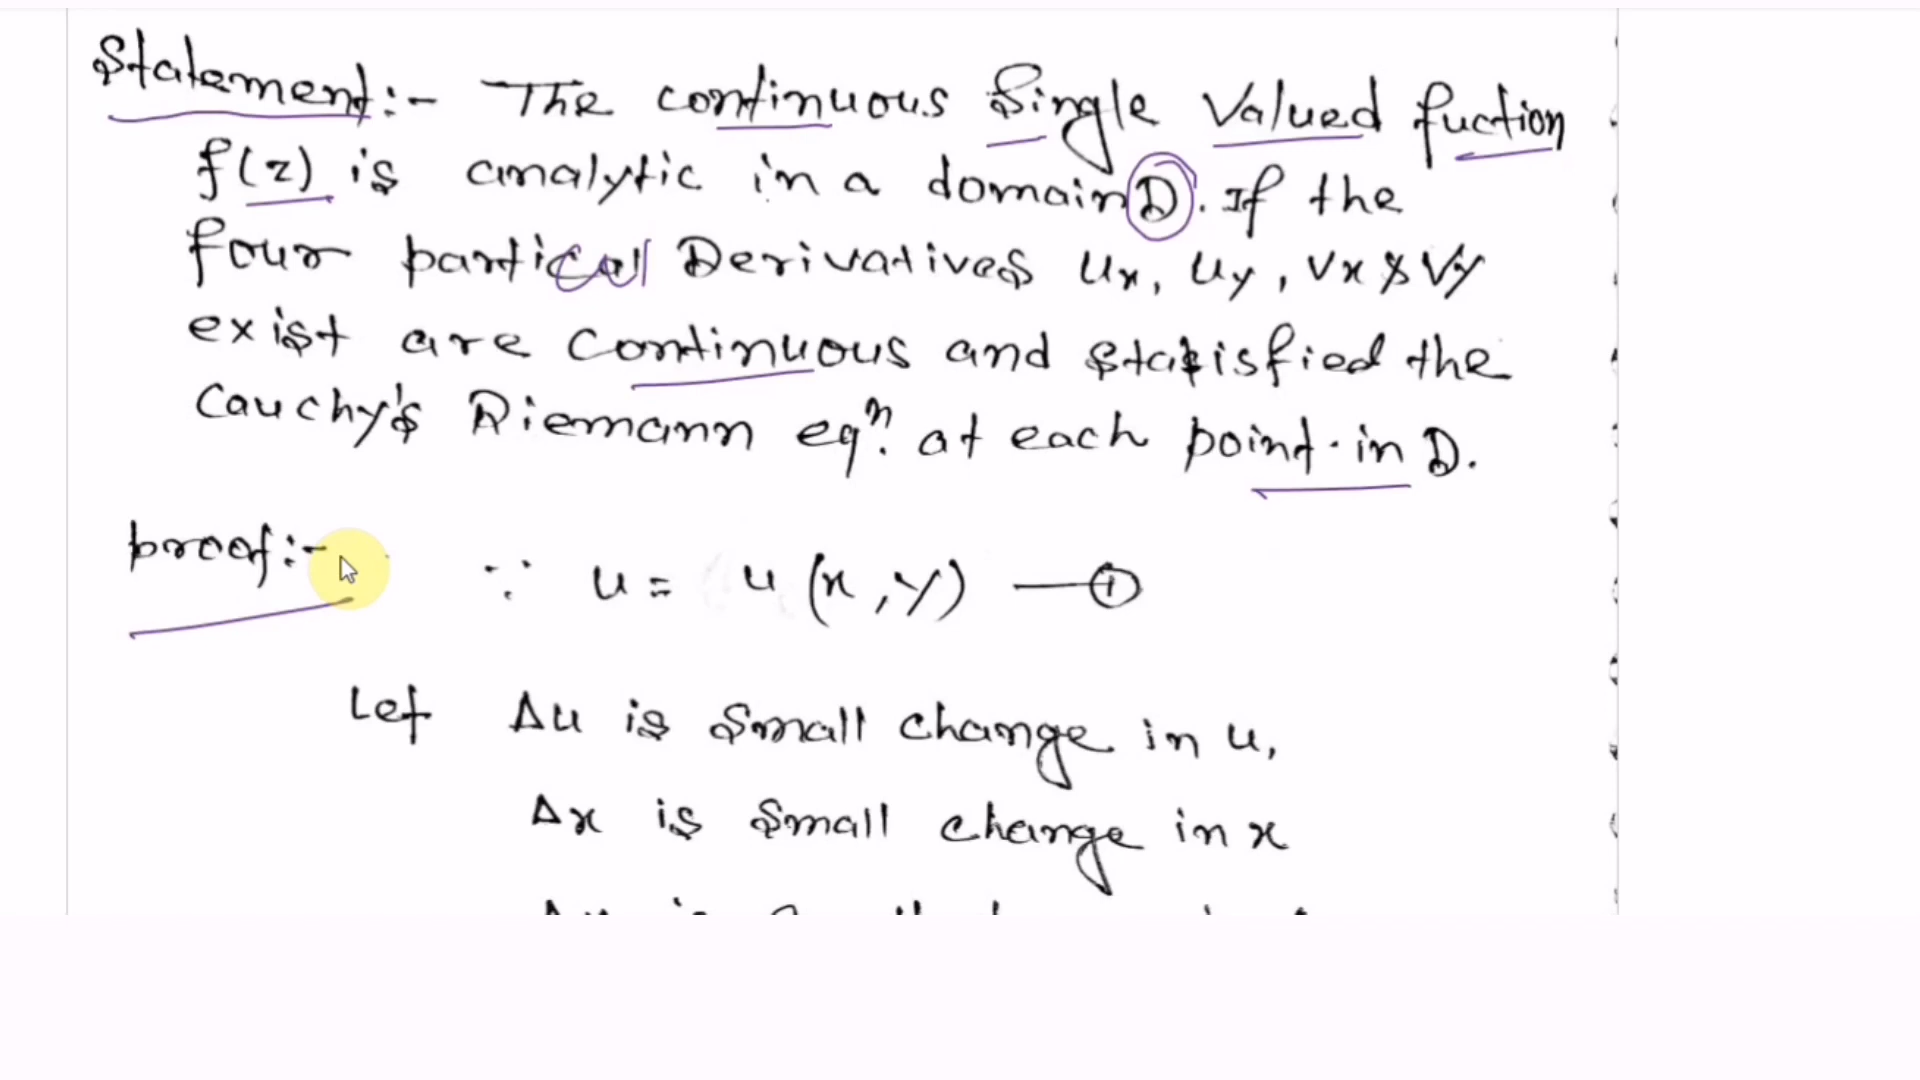 Statement:- The continuous Single Valued fuction
f(z) is analytic in a domain D. If the
four partical Derivatives ux, uy, vx & vy
exist are continuous and statisfied the
Cauchy's Riemann eqn. at each point in D.
proof:- ∵ u = u (x, y) —①
Let Δu is small change in u,
Δx is small change in x